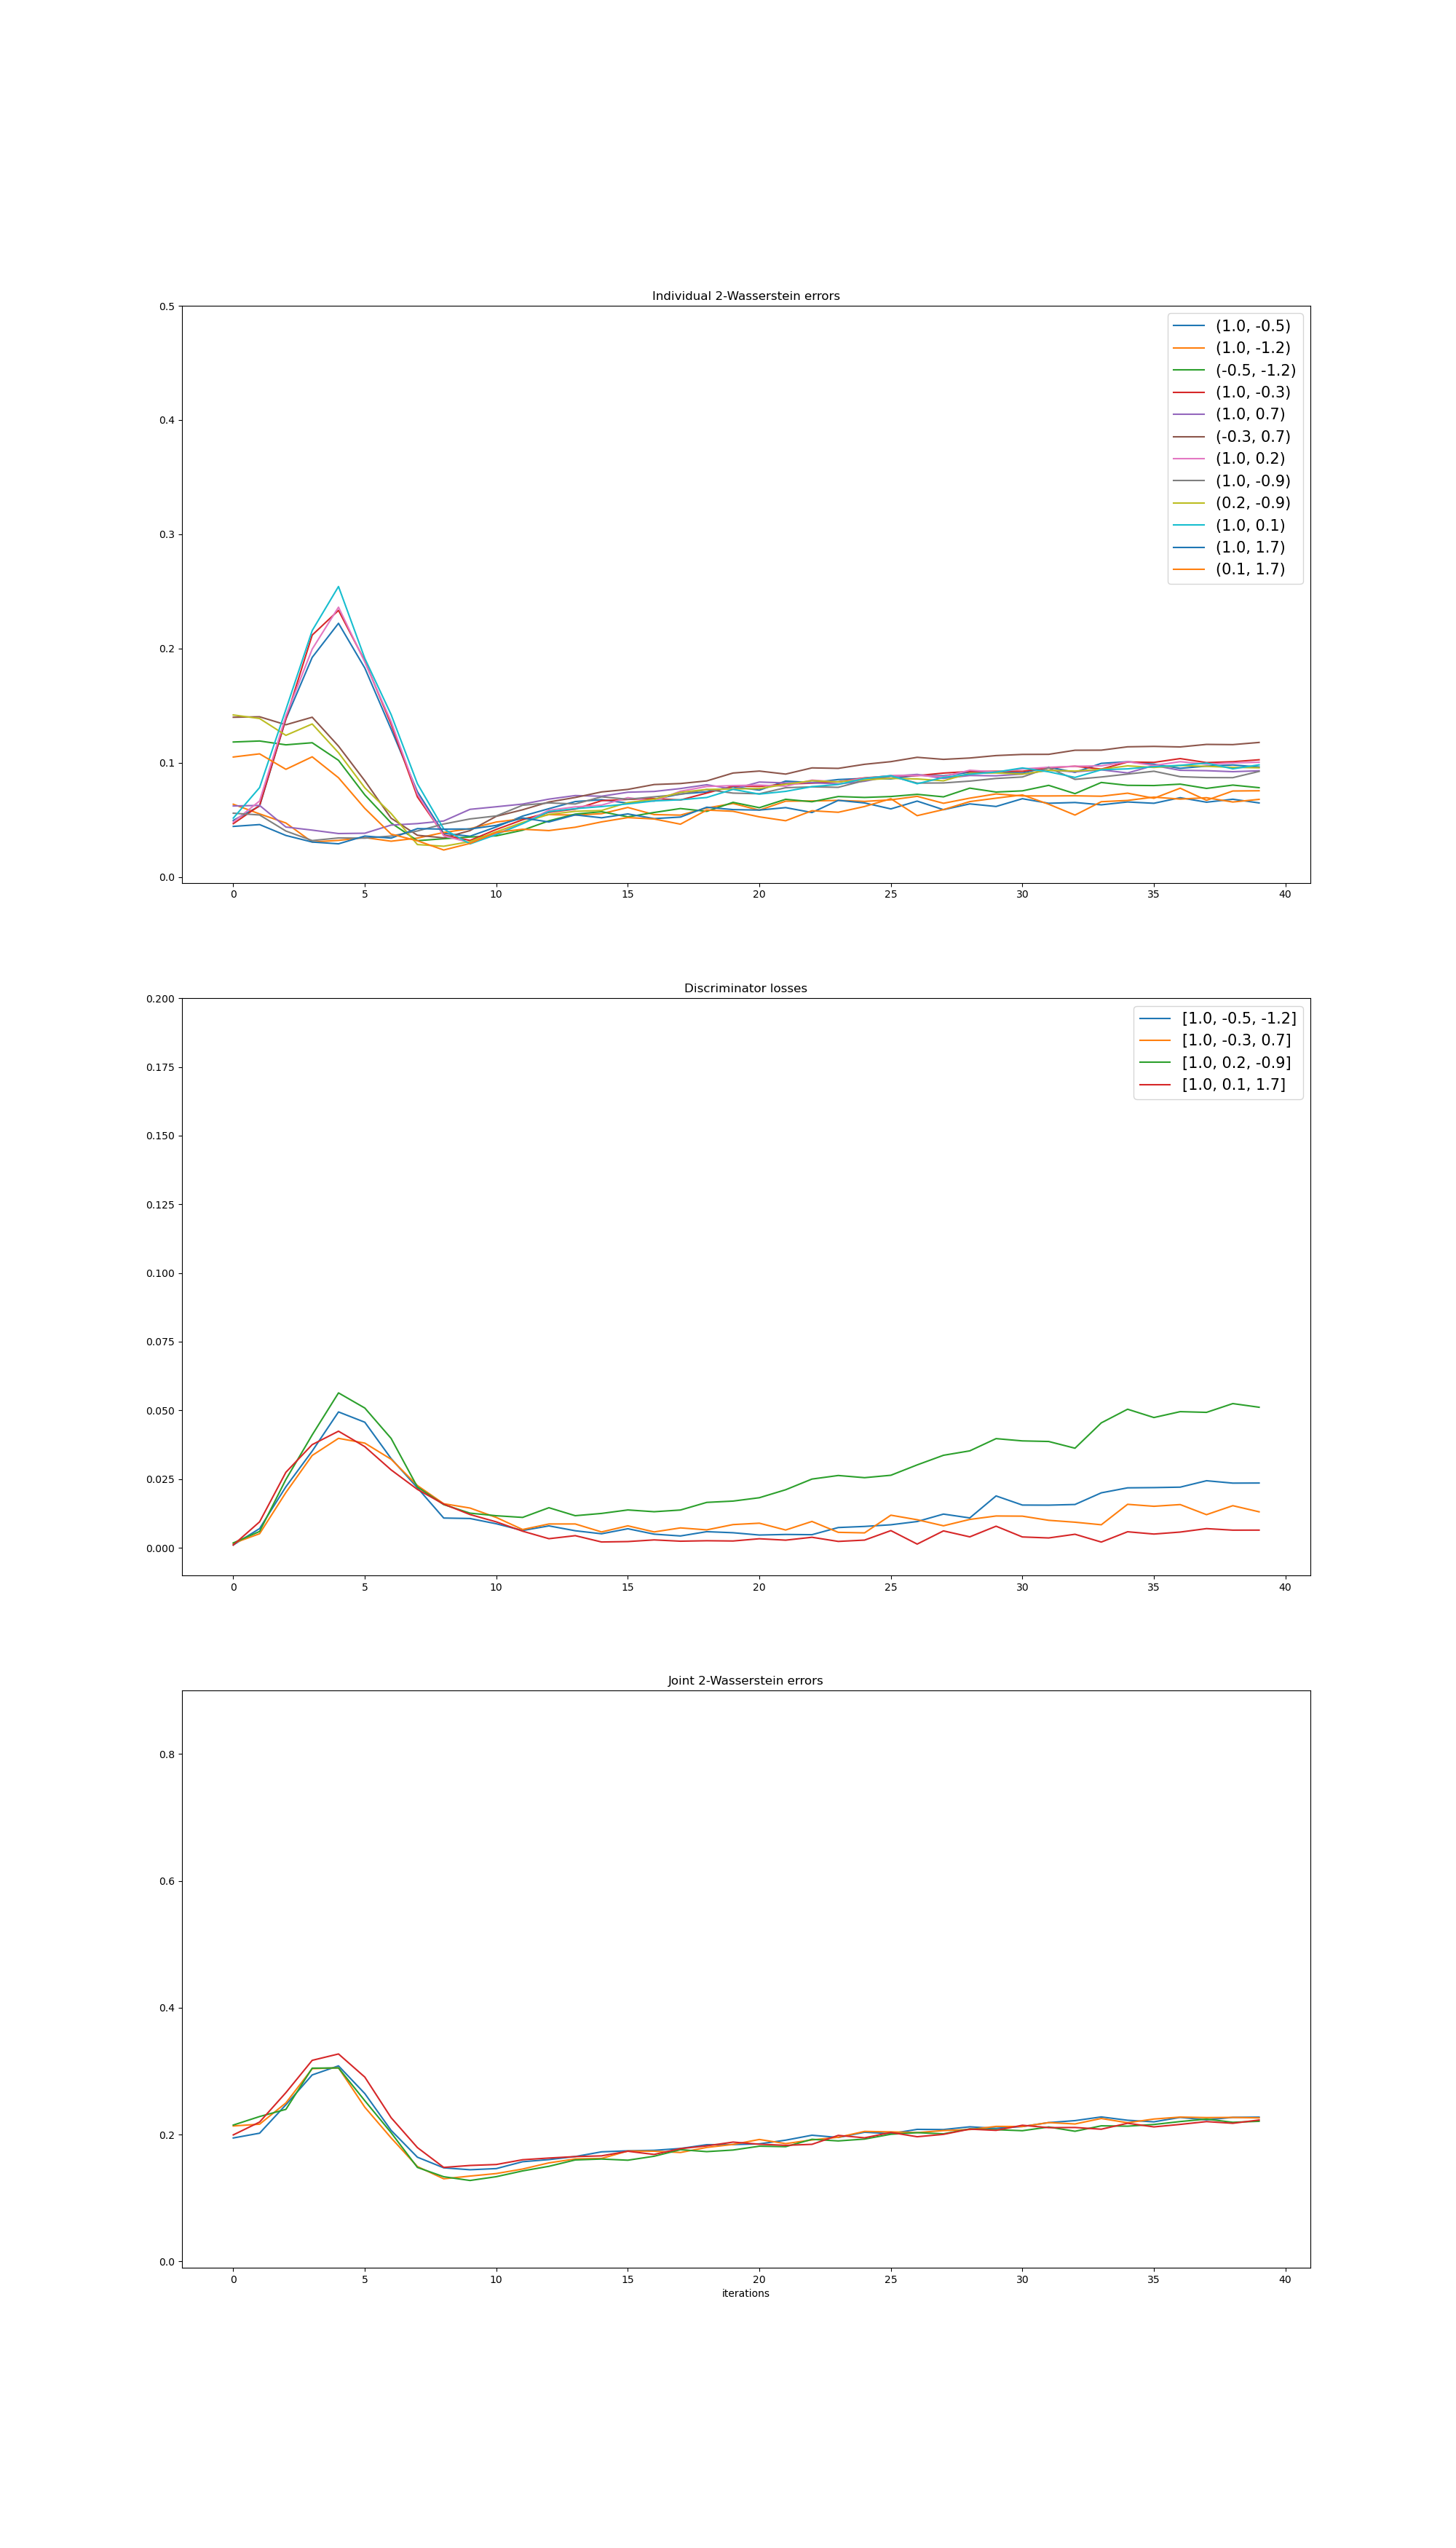 Individual 2-Wasserstein errors
0.5
0.4
0.3
0.2
0.1
0.0
(1.0, -0.5)
(1.0, -1.2)
(-0.5, -1.2)
(1.0, -0.3)
(1.0, 0.7)
(-0.3, 0.7)
(1.0, 0.2)
(1.0, -0.9)
(0.2, -0.9)
(1.0, 0.1)
(1.0, 1.7)
(0.1, 1.7)
0 5 10 15 20 25 30 35 40
Discriminator losses
0.200
0.175
0.150
0.125
0.100
0.075
0.050
0.025
0.000
[1.0, -0.5, -1.2]
[1.0, -0.3, 0.7]
[1.0, 0.2, -0.9]
[1.0, 0.1, 1.7]
0 5 10 15 20 25 30 35 40
Joint 2-Wasserstein errors
0.8
0.6
0.4
0.2
0.0
0 5 10 15 20 25 30 35 40
iterations